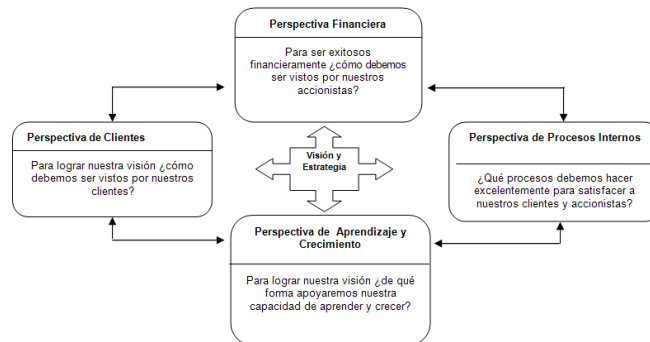 Perspectiva Financiera
Para ser exitosos
financieramente ¿cómo debemos
ser vistos por nuestros
accionistas?
Perspectiva de Clientes
Para lograr nuestra visión ¿cómo
debemos ser vistos por nuestros
clientes?
Visión y
Estrategia
Perspectiva de Procesos Internos
¿Qué procesos debemos hacer
excelentemente para satisfacer a
nuestros clientes y accionistas?
Perspectiva de Aprendizaje y
Crecimiento
Para lograr nuestra visión ¿de qué
forma apoyaremos nuestra
capacidad de aprender y crecer?